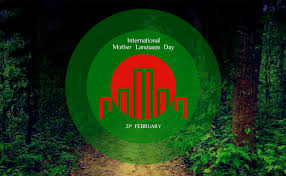 International
Mother Language Day
21st FEBRUARY